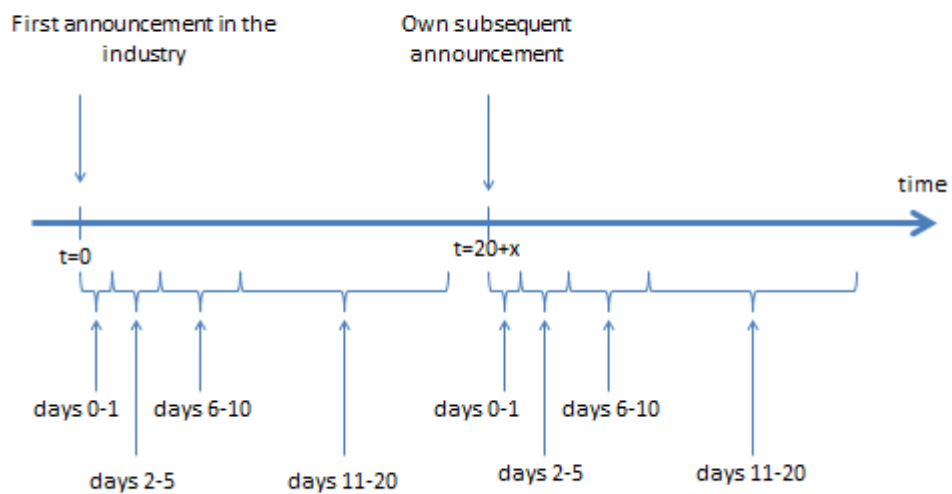 First announcement in the
industry
Own subsequent
announcement
time
t=0
t=20+x
days 0-1
days 6-10
days 0-1
days 6-10
days 2-5
days 11-20
days 2-5
days 11-20